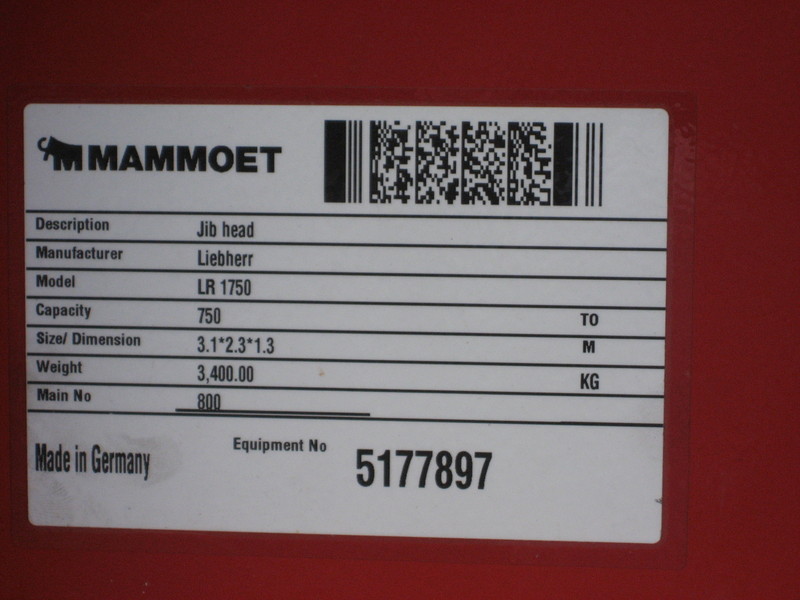 MAMMOET
Description Jib head
Manufacturer Liebherr
Model LR 1750
Capacity 750 TO
Size/ Dimension 3.1*2.3*1.3 M
Weight 3,400.00 KG
Main No 800
Made in Germany Equipment No 5177897